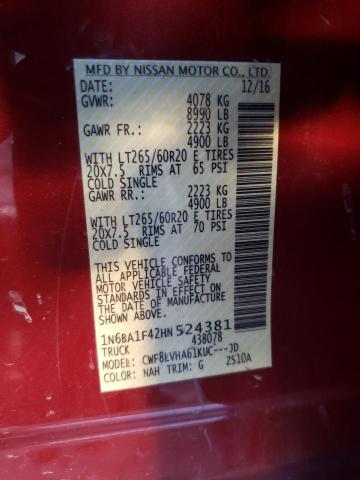 MFD BY NISSAN MOTOR CO., LTD.
DATE: 12/16
GVWR: 4078 KG
8990 LB
GAWR FR.: 2223 KG
4900 LB
WITH LT265/60R20 E TIRES
20X7.5 RIMS AT 65 PSI
COLD SINGLE
GAWR RR.: 2223 KG
4900 LB
WITH LT265/60R20 E TIRES
20X7.5 RIMS AT 70 PSI
COLD SINGLE
THIS VEHICLE CONFORMS TO
ALL APPLICABLE FEDERAL
MOTOR VEHICLE SAFETY
STANDARDS IN EFFECT ON
THE DATE OF MANUFACTURE
SHOWN ABOVE.
1N6BA1F42HN524381
TRUCK 438078
MODEL: CWF8LVHA61KUC---JD
COLOR: NAH TRIM: G ZS10A